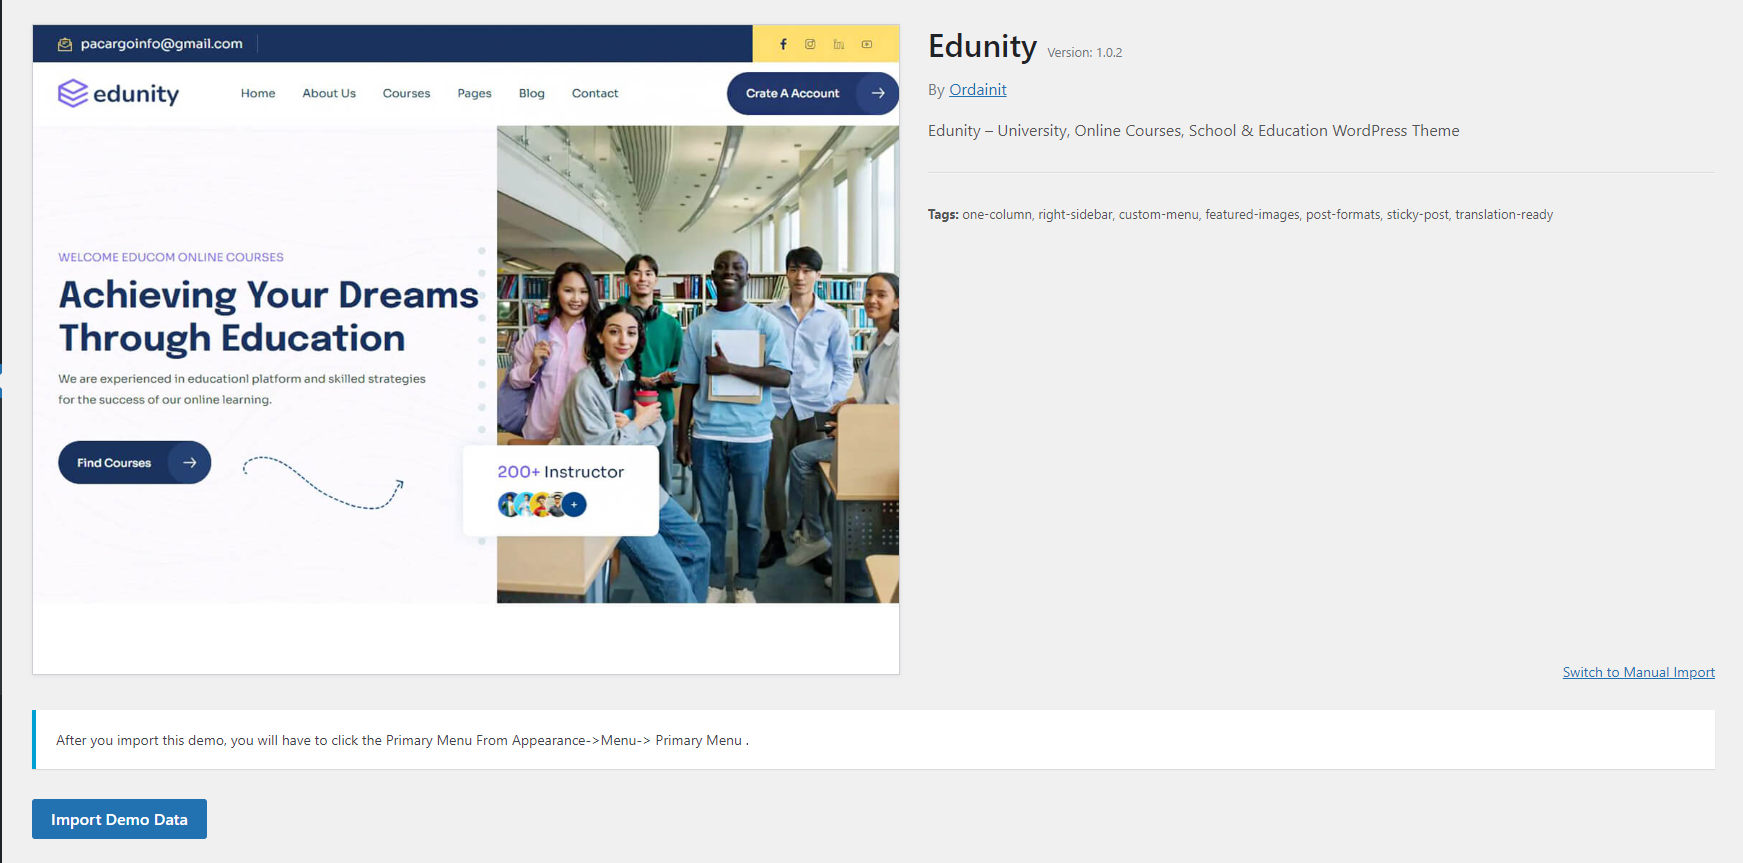 pacargoinfo@gmail.com
edunity
Home About Us Courses Pages Blog Contact
Crate A Account
WELCOME EDUCOM ONLINE COURSES
Achieving Your Dreams
Through Education
We are experienced in educationl platform and skilled strategies
for the success of our online learning.
Find Courses
200+ Instructor
+
Edunity Version: 1.0.2
By Ordainit
Edunity – University, Online Courses, School & Education WordPress Theme
Tags: one-column, right-sidebar, custom-menu, featured-images, post-formats, sticky-post, translation-ready
Switch to Manual Import
After you import this demo, you will have to click the Primary Menu From Appearance->Menu-> Primary Menu .
Import Demo Data